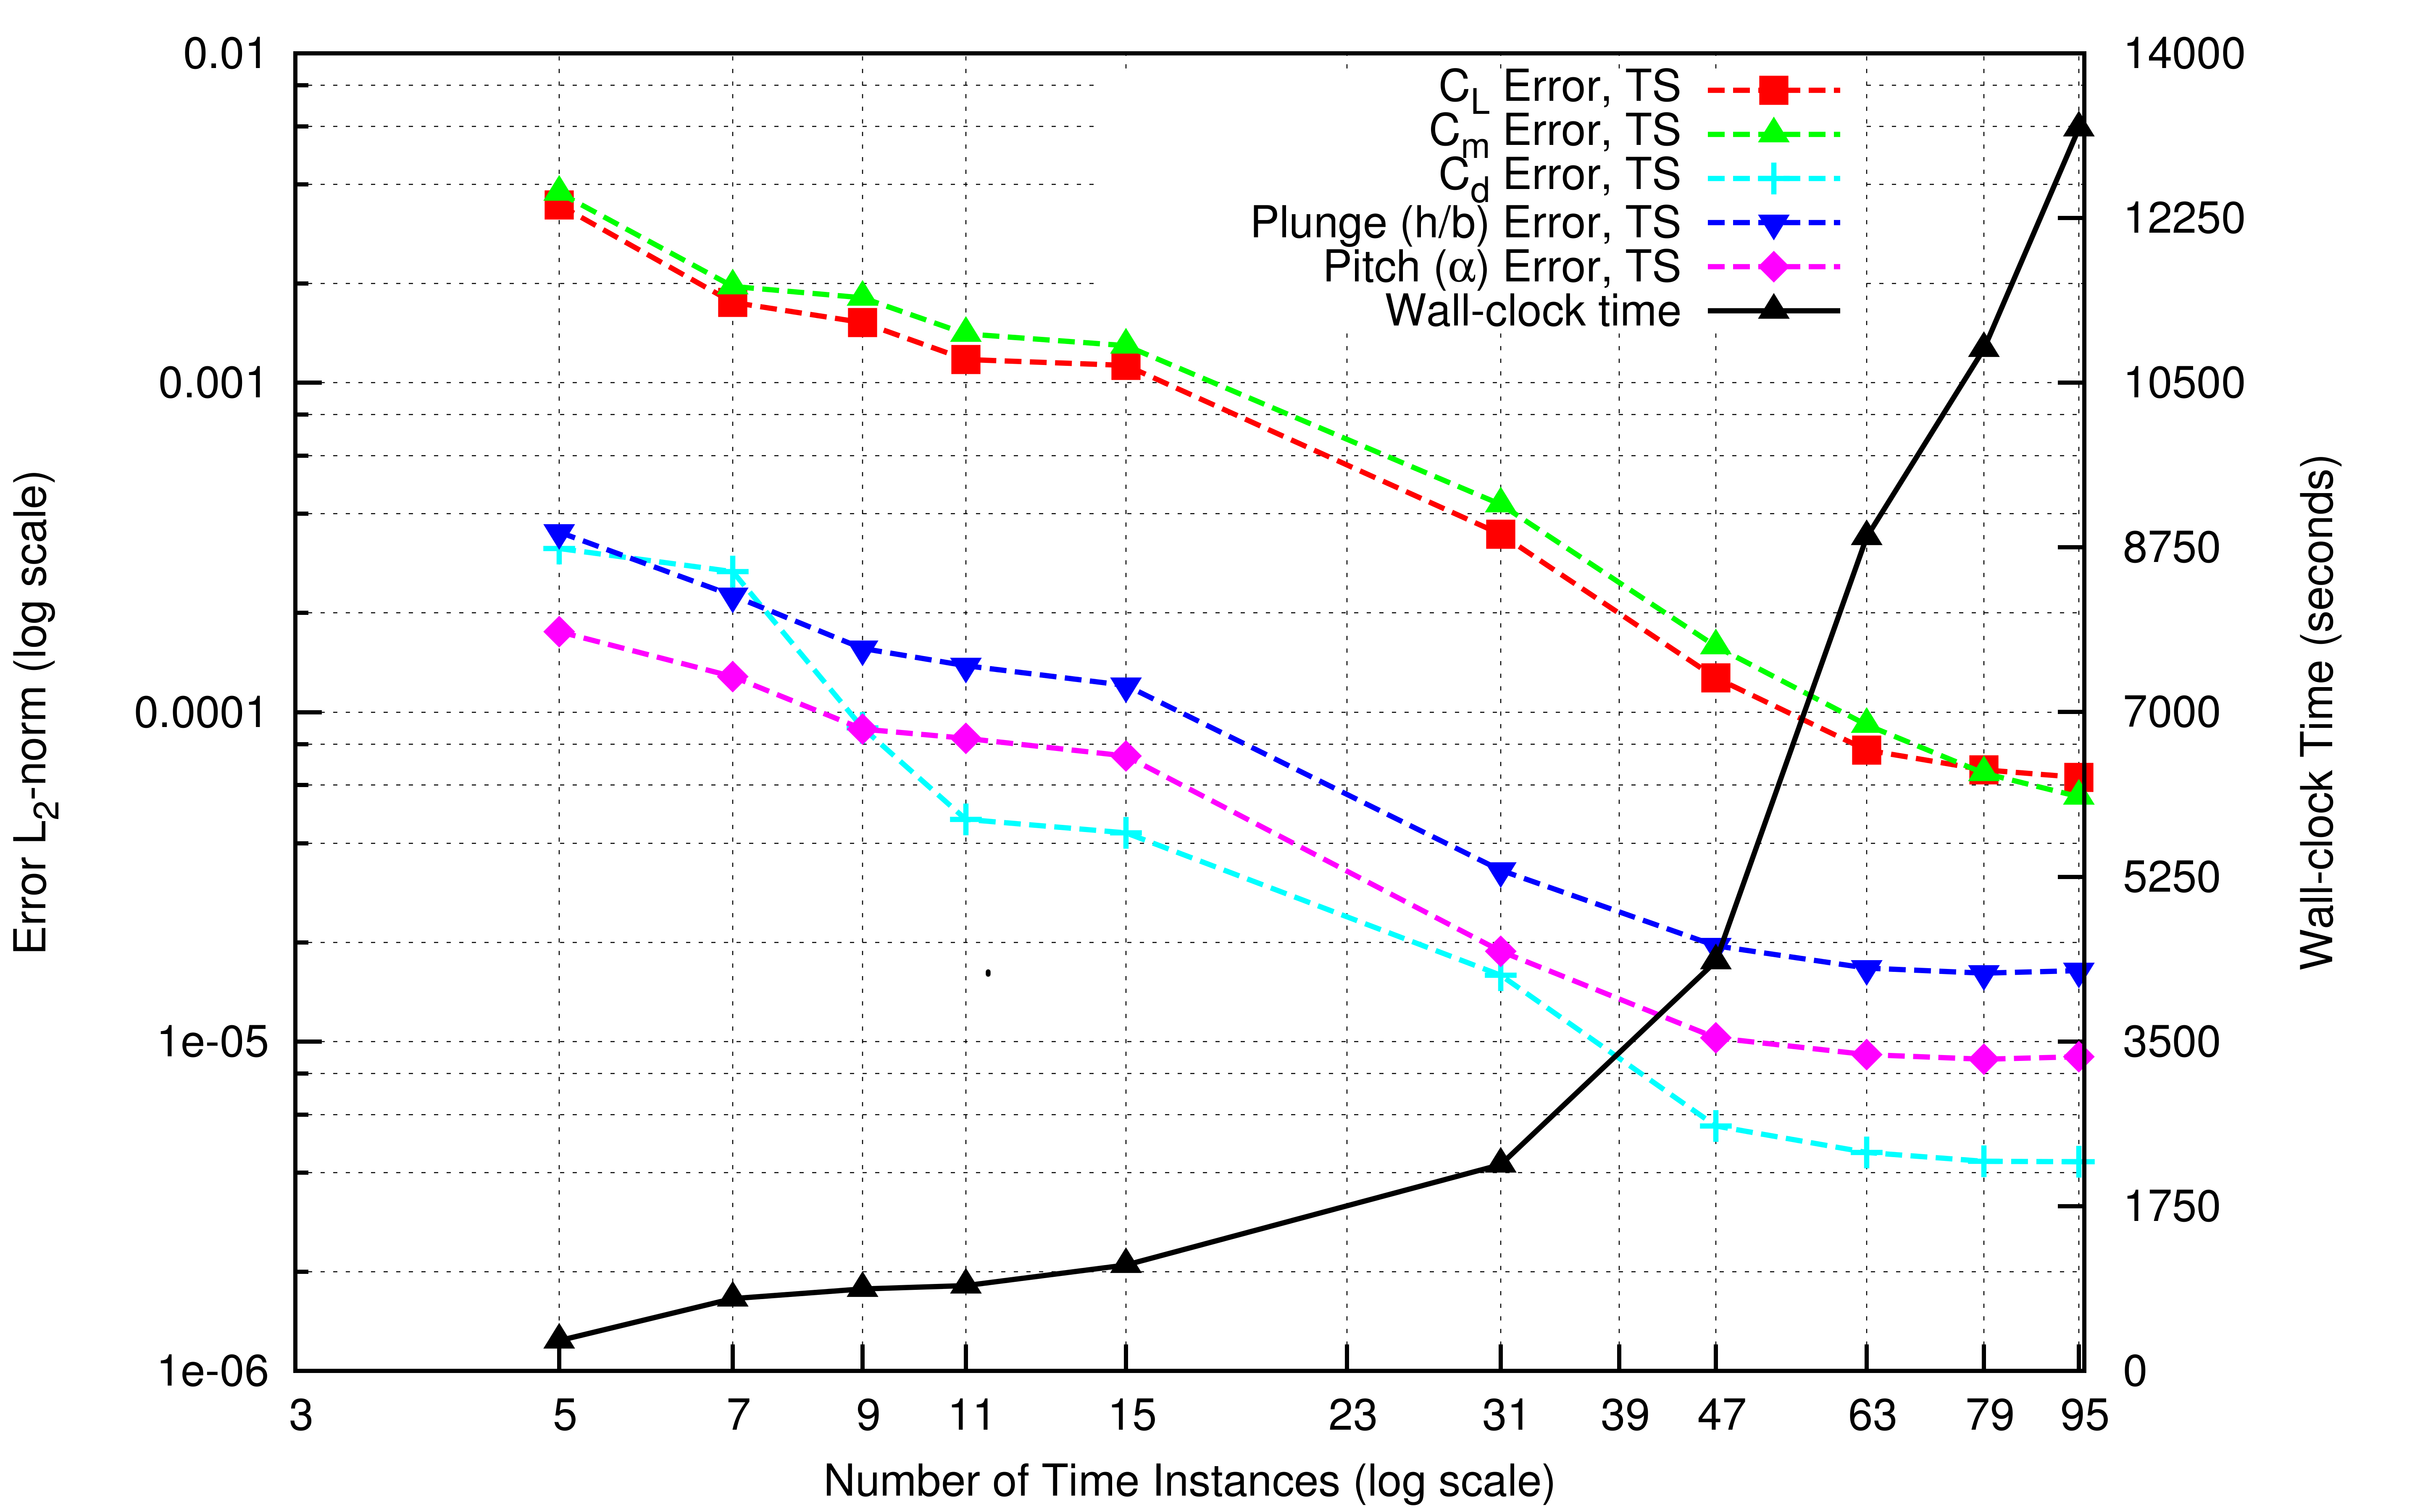 0.01
0.001
0.0001
1e-05
1e-06
Error L2-norm (log scale)
CL Error, TS
Cm Error, TS
Cd Error, TS
Plunge (h/b) Error, TS
Pitch (α) Error, TS
Wall-clock time
14000
12250
10500
8750
7000
5250
3500
1750
0
Wall-clock Time (seconds)
3 5 7 9 11 15 23 31 39 47 63 79 95
Number of Time Instances (log scale)